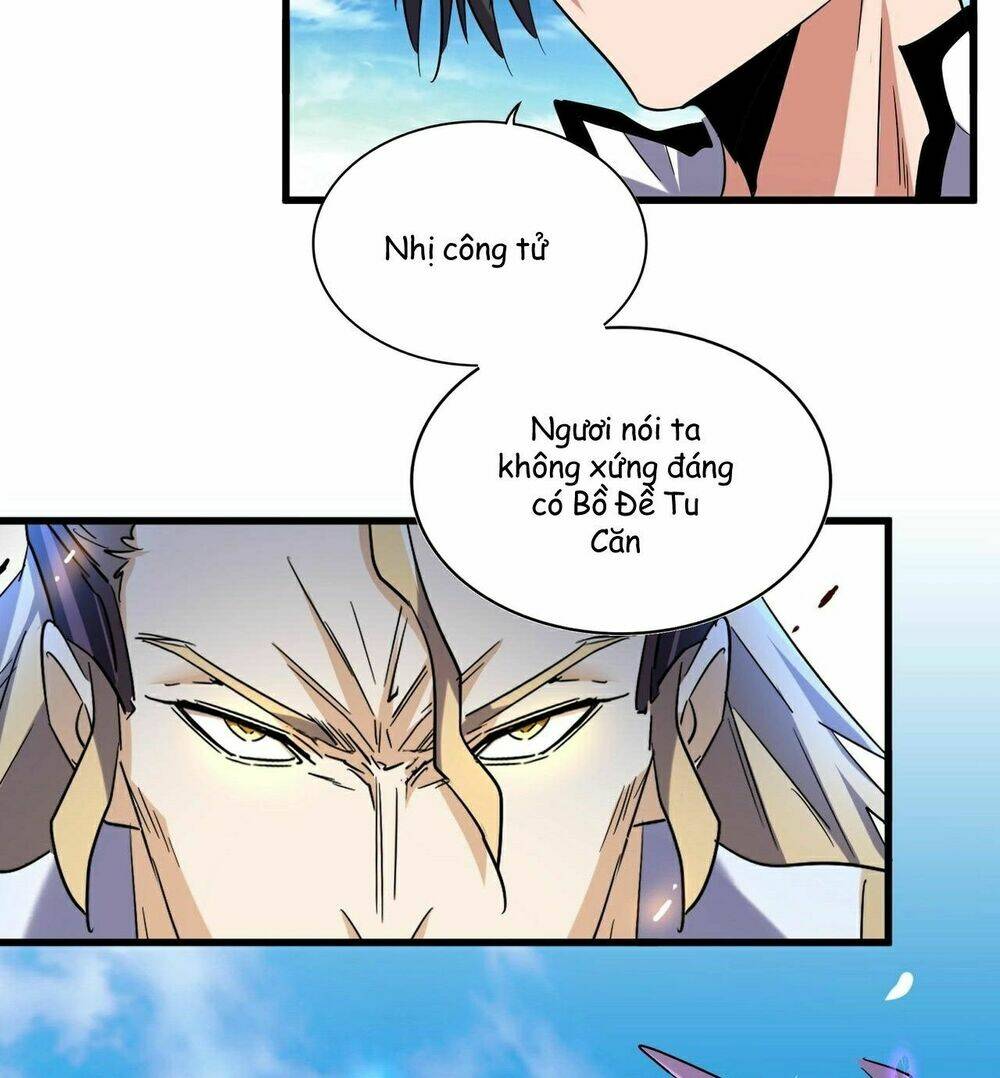 Nhị công tử
Ngươi nói ta
không xứng đáng
có Bồ Đề Tu
Căn